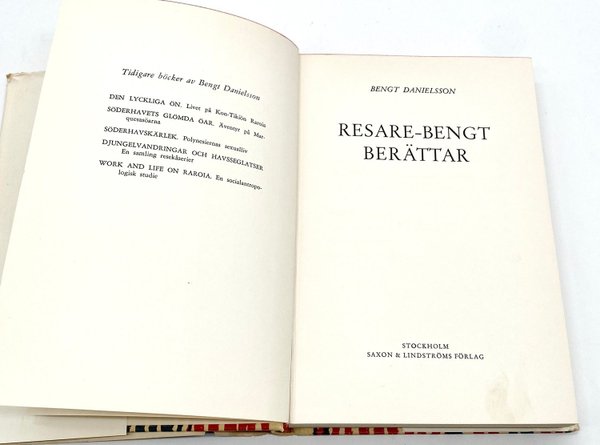 Tidigare böcker av Bengt Danielsson
DEN LYCKLIGA ÖN. Livet på Kon-Tikiön Raroia
SÖDERHAVETS GLÖMDA ÖAR. Äventyr på Mar-
quesasöarna
SÖDERHAVSKÄRLEK. Polynesiernas sexualliv
DJUNGELVANDRINGAR OCH HAVSSEGLATSER
En samling resekåserier
WORK AND LIFE ON RAROIA. En socialantropo-
logisk studie
BENGT DANIELSSON
RESARE-BENGT
BERÄTTAR
STOCKHOLM
SAXON & LINDSTRÖMS FÖRLAG